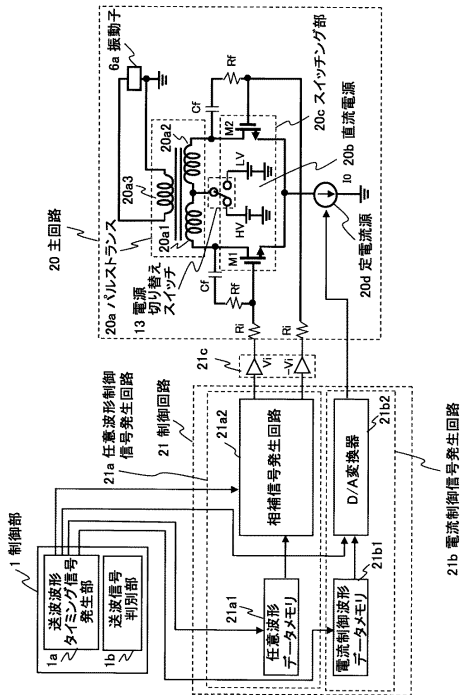 1 制御部
送波波形
タイミング信号
発生部
1a
送波信号
判別部
1b
21 制御回路
21a 任意波形制御
信号発生回路
21a2
相補信号発生回路
21a1
任意波形
データメモリ
21b2
D/A変換器
21b1
電流制御波形
データメモリ
21b 電流制御信号発生回路
21c
Vi
-Vi
Ri
Ri
20 主回路
20a パルストランス
13 電源
切り替え
スイッチ
20a3
20a1
20a2
6a 振動子
Cf
Rf
Cf
Rf
M1
M2
HV
LV
20c スイッチング部
20b 直流電源
I0
20d 定電流源